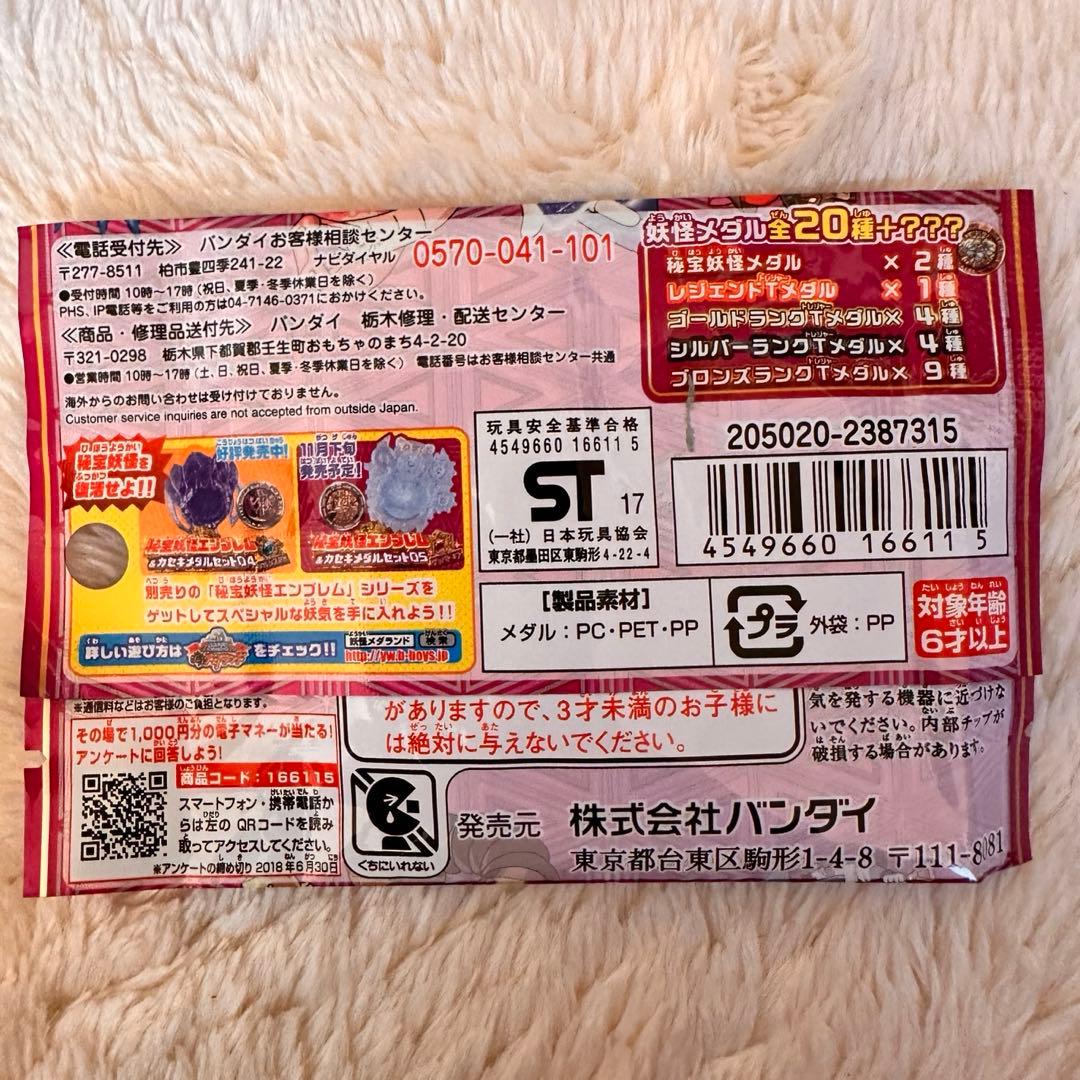 ≪電話受付先≫ バンダイお客様相談センター
〒277-8511 柏市豊四季241-22 ナビダイヤル 0570-041-101
●受付時間 10時〜17時(祝日、夏季・冬季休業日を除く)
PHS、IP電話等をご利用の方は04-7146-0371におかけください。
≪商品・修理品送付先≫ バンダイ 栃木修理・配送センター
〒321-0298 栃木県下都賀郡壬生町おもちゃのまち4-2-20
●営業時間 10時〜17時(土、日、祝日、夏季・冬季休業日を除く) 電話番号はお客様相談センター共通
海外からのお問い合わせは受け付けておりません。
Customer service inquiries are not accepted from outside Japan.
妖怪メダル全20種+???
秘宝妖怪メダル × 2種
レジェンドTメダル × 1種
ゴールドランクTメダル× 4種
シルバーランクTメダル× 4種
ブロンズランクTメダル× 9種
秘宝妖怪を
復活せよ!!
好評発売中!
秘宝妖怪エンブレム
&カセキメダルセット04
11月下旬
発売予定!
秘宝妖怪エンブレム
&カセキメダルセット05
別売りの「秘宝妖怪エンブレム」シリーズを
ゲットしてスペシャルな妖気を手に入れよう!!
詳しい遊び方は をチェック!! 妖怪メダランド 検索
http://yw.b-boys.jp
玩具安全基準合格
4549660 16611 5
ST 17
(一社) 日本玩具協会
東京都墨田区東駒形4-22-4
205020-2387315
4549660 166115
[製品素材]
メダル:PC・PET・PP
プラ 外袋:PP
対象年齢
6才以上
※通信料などはお客様のご負担となります。
その場で1,000円分の電子マネーが当たる!
アンケートに回答しよう!
商品コード:166115
スマートフォン・携帯電話か
らは左の QRコードを読み
取ってアクセスしてください。
※アンケートの締め切り 2018年6月30日
がありますので、3才未満のお子様に
は絶対に与えないでください。
くちにいれない
気を発する機器に近づけな
いでください。内部チップが
破損する場合があります。
発売元 株式会社バンダイ
東京都台東区駒形1-4-8 〒111-8081